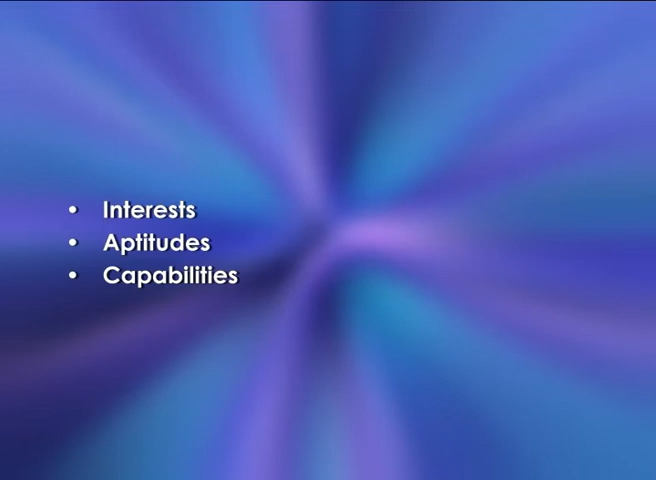 • Interests
• Aptitudes
• Capabilities